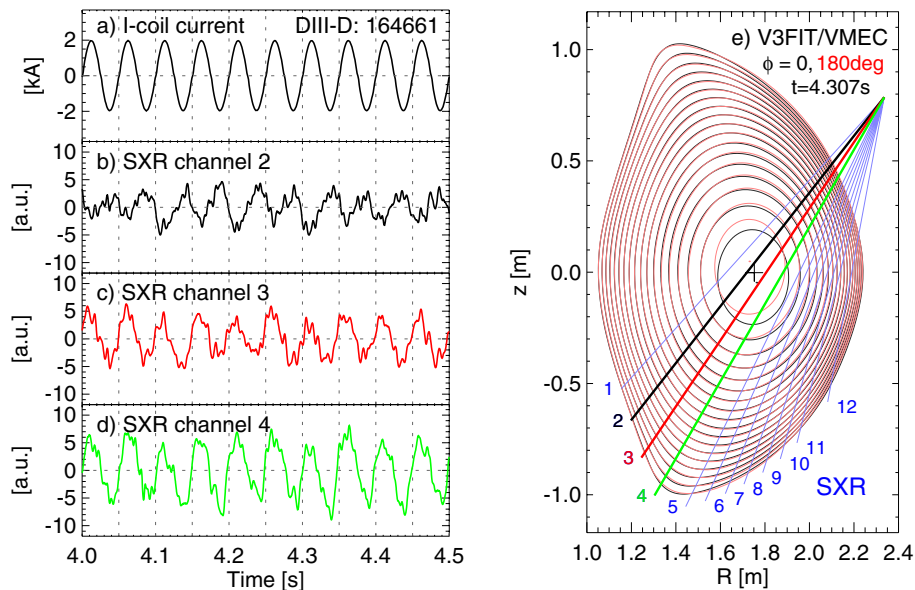 a) I-coil current DIII-D: 164661
[kA]
2
0
-2
b) SXR channel 2
[a.u.]
10
5
0
-5
-10
c) SXR channel 3
[a.u.]
10
5
0
-5
-10
d) SXR channel 4
[a.u.]
10
5
0
-5
-10
4.0 4.1 4.2 4.3 4.4 4.5
Time [s]
e) V3FIT/VMEC
ϕ = 0, 180deg
t=4.307s
z [m]
1.0
0.5
0.0
-0.5
-1.0
1
2
3
4
5
6
7
8
9
10
11
12
SXR
1.0 1.2 1.4 1.6 1.8 2.0 2.2 2.4
R [m]